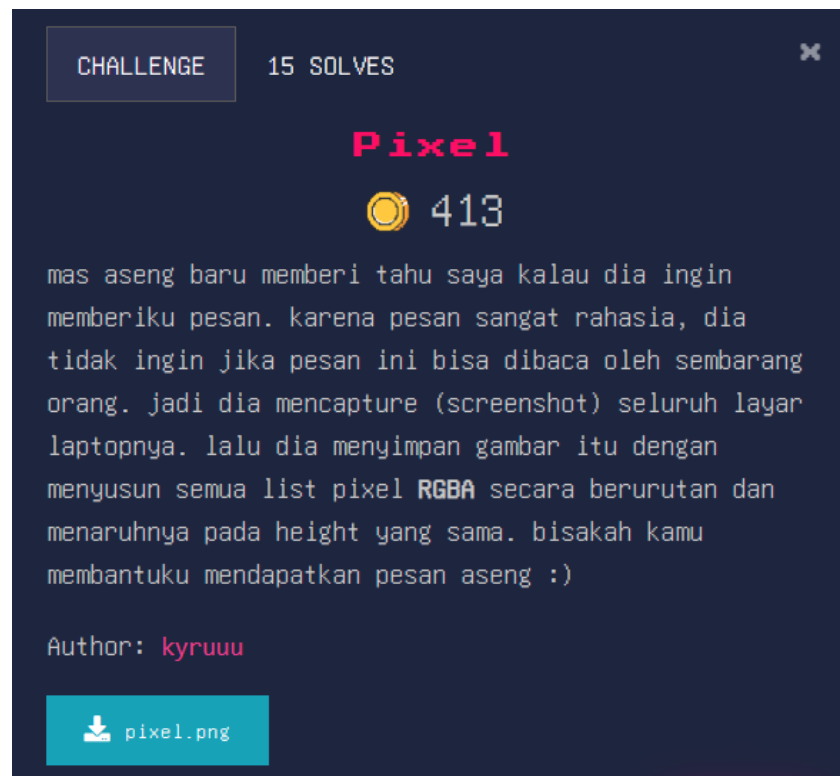 CHALLENGE 15 SOLVES
Pixel
413
mas aseng baru memberi tahu saya kalau dia ingin
memberiku pesan. karena pesan sangat rahasia, dia
tidak ingin jika pesan ini bisa dibaca oleh sembarang
orang. jadi dia mencapture (screenshot) seluruh layar
laptopnya. lalu dia menyimpan gambar itu dengan
menyusun semua list pixel RGBA secara berurutan dan
menaruhnya pada height yang sama. bisakah kamu
membantuku mendapatkan pesan aseng :)
Author: kyruuu
pixel.png